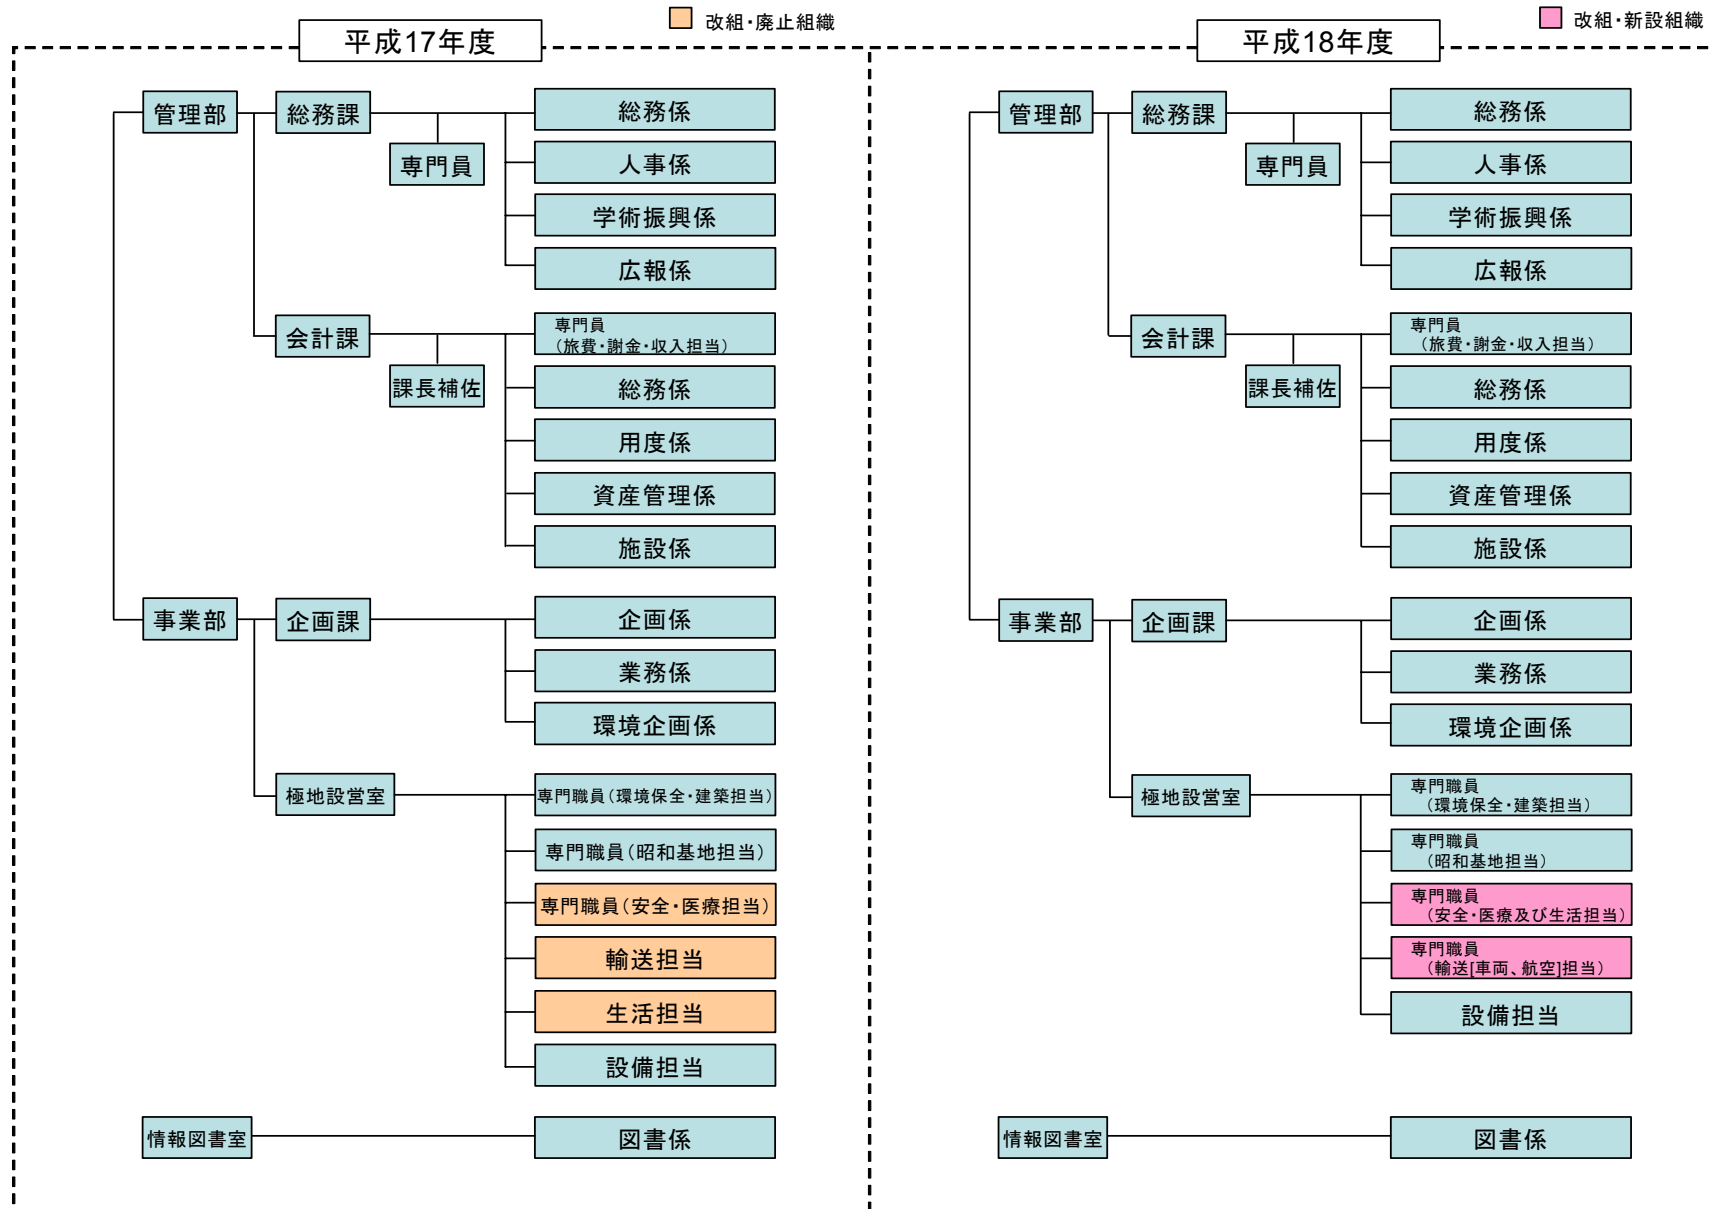 改組・廃止組織
平成17年度
管理部
総務課
専門員
総務係
人事係
学術振興係
広報係
会計課
課長補佐
専門員
(旅費・謝金・収入担当)
総務係
用度係
資産管理係
施設係
事業部
企画課
企画係
業務係
環境企画係
極地設営室
専門職員(環境保全・建築担当)
専門職員(昭和基地担当)
専門職員(安全・医療担当)
輸送担当
生活担当
設備担当
情報図書室
図書係
改組・新設組織
平成18年度
管理部
総務課
専門員
総務係
人事係
学術振興係
広報係
会計課
課長補佐
専門員
(旅費・謝金・収入担当)
総務係
用度係
資産管理係
施設係
事業部
企画課
企画係
業務係
環境企画係
極地設営室
専門職員
(環境保全・建築担当)
専門職員
(昭和基地担当)
専門職員
(安全・医療及び生活担当)
専門職員
(輸送[車両、航空]担当)
設備担当
情報図書室
図書係